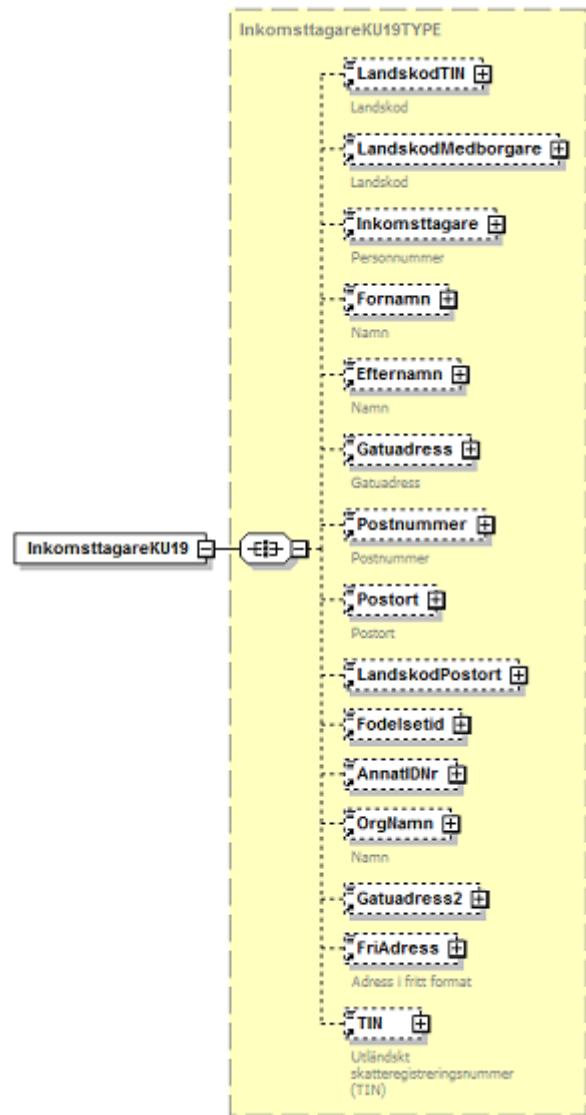 InkomsttagareKU19TYPE
LandskodTIN
Landskod
LandskodMedborgare
Landskod
Inkomsttagare
Personnummer
Fornamn
Namn
Efternamn
Namn
Gatuadress
Gatuadress
InkomsttagareKU19
Postnummer
Postnummer
Postort
Postort
LandskodPostort
Fodelsetid
AnnatIDNr
OrgNamn
Namn
Gatuadress2
FriAdress
Adress i fritt format
TIN
Utländskt
skatteregistreringsnummer
(TIN)